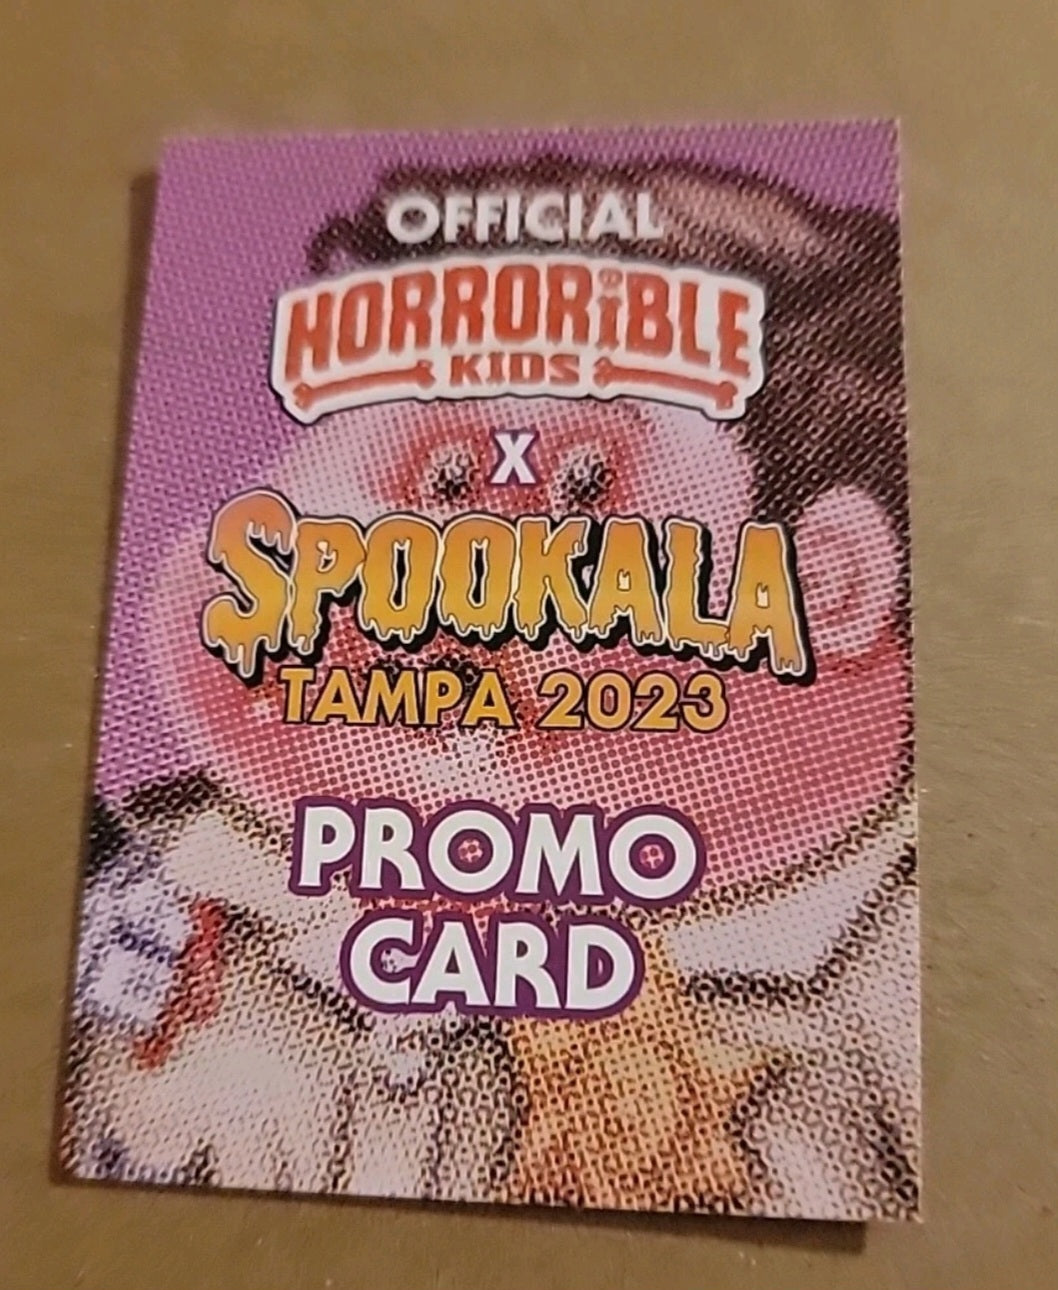 OFFICIAL
HORRORiBLE
KIDS
X
SPOOKALA
TAMPA 2023
PROMO
CARD